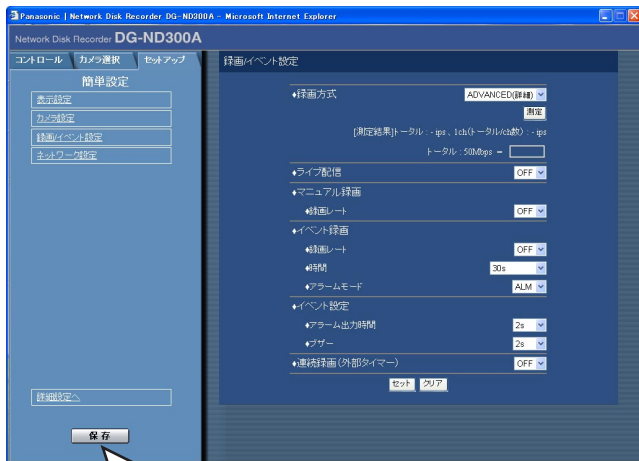 Panasonic | Network Disk Recorder DG-ND300A - Microsoft Internet Explorer
Network Disk Recorder DG-ND300A
コントロール カメラ選択 セットアップ
簡単設定
表示設定
カメラ設定
録画/イベント設定
ネットワーク設定
詳細設定へ
保存
録画/イベント設定
◆録画方式 ADVANCED(詳細)
測定
[測定結果]トータル : - ips 、1ch(トータル/ch数) : - ips
トータル : 50Mbps =
◆ライブ配信 OFF
◆マニュアル録画
◆録画レート OFF
◆イベント録画
◆録画レート OFF
◆時間 30s
◆アラームモード ALM
◆イベント設定
◆アラーム出力時間 2s
◆ブザー 2s
◆連続録画(外部タイマー) OFF
セット クリア